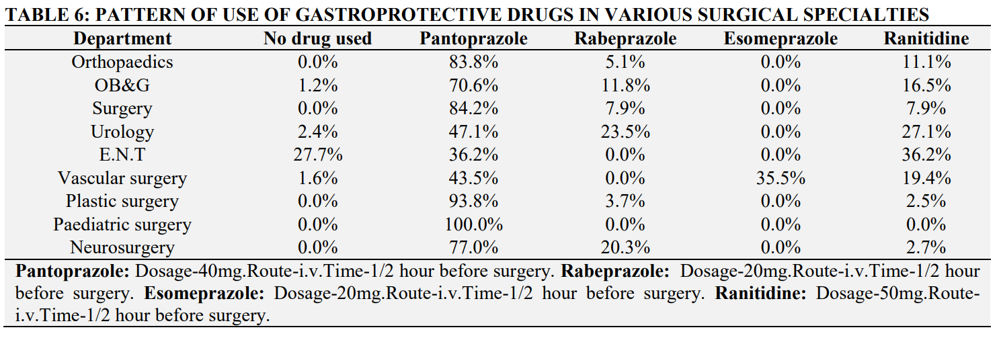 TABLE 6: PATTERN OF USE OF GASTROPROTECTIVE DRUGS IN VARIOUS SURGICAL SPECIALTIES
Department No drug used Pantoprazole Rabeprazole Esomeprazole Ranitidine
Orthopaedics 0.0% 83.8% 5.1% 0.0% 11.1%
OB&G 1.2% 70.6% 11.8% 0.0% 16.5%
Surgery 0.0% 84.2% 7.9% 0.0% 7.9%
Urology 2.4% 47.1% 23.5% 0.0% 27.1%
E.N.T 27.7% 36.2% 0.0% 0.0% 36.2%
Vascular surgery 1.6% 43.5% 0.0% 35.5% 19.4%
Plastic surgery 0.0% 93.8% 3.7% 0.0% 2.5%
Paediatric surgery 0.0% 100.0% 0.0% 0.0% 0.0%
Neurosurgery 0.0% 77.0% 20.3% 0.0% 2.7%
Pantoprazole: Dosage-40mg.Route-i.v.Time-1/2 hour before surgery. Rabeprazole: Dosage-20mg.Route-i.v.Time-1/2 hour
before surgery. Esomeprazole: Dosage-20mg.Route-i.v.Time-1/2 hour before surgery. Ranitidine: Dosage-50mg.Route-
i.v.Time-1/2 hour before surgery.